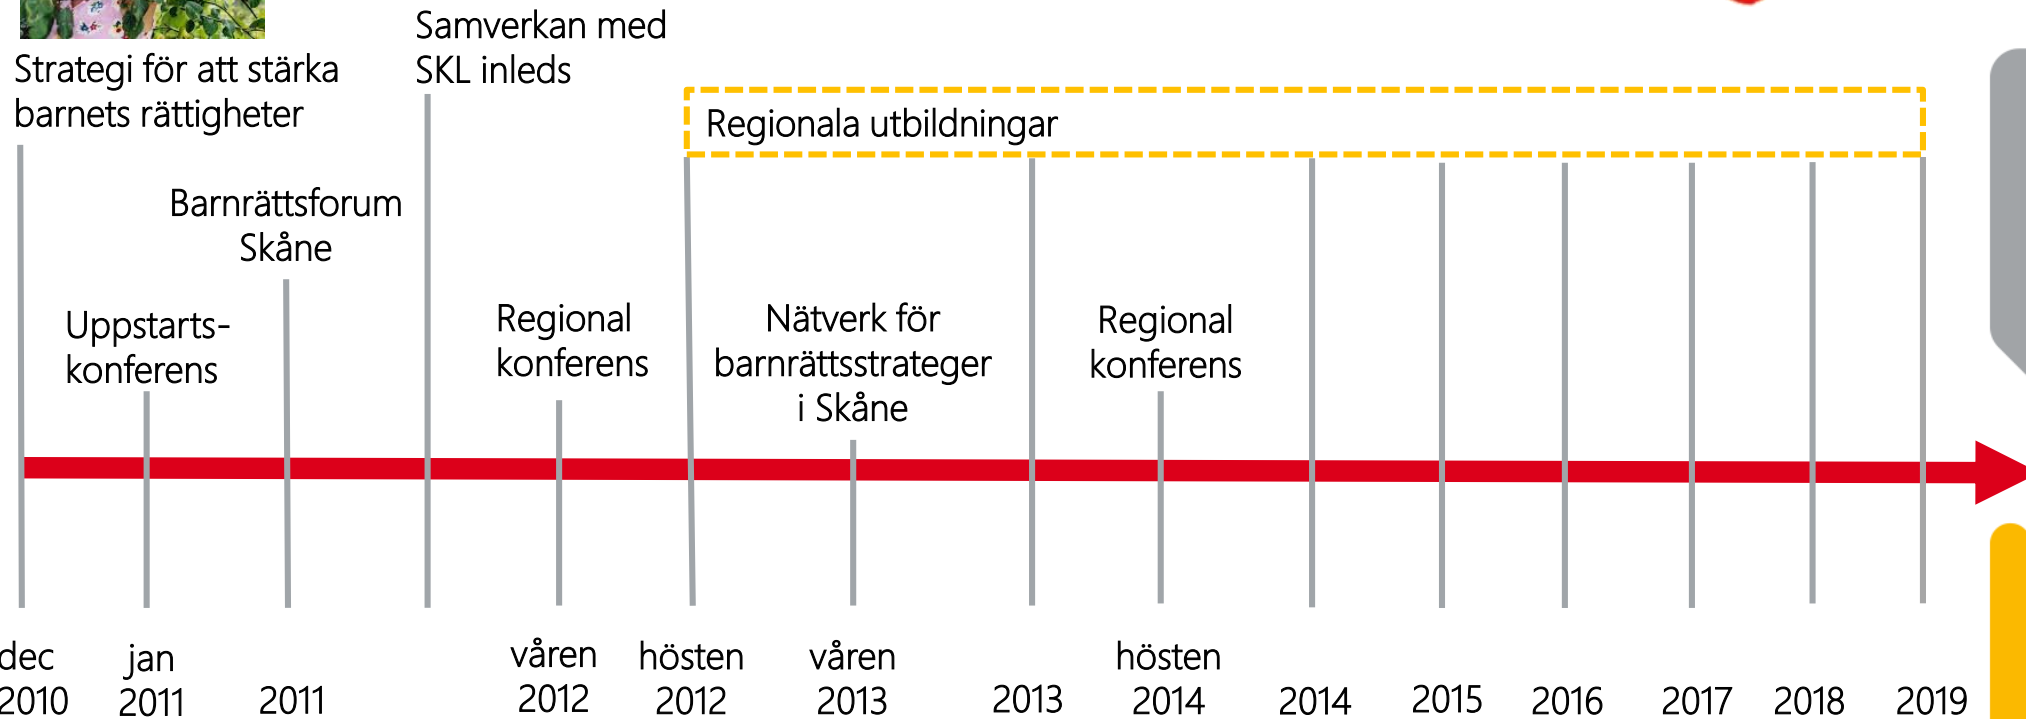 Strategi för att stärka
barnets rättigheter
Samverkan med
SKL inleds
Regionala utbildningar
Barnrättsforum
Skåne
Uppstarts-
konferens
Regional
konferens
Nätverk för
barnrättsstrateger
i Skåne
Regional
konferens
dec
2010
jan
2011
2011
våren
2012
hösten
2012
våren
2013
2013
hösten
2014
2014
2015
2016
2017
2018
2019